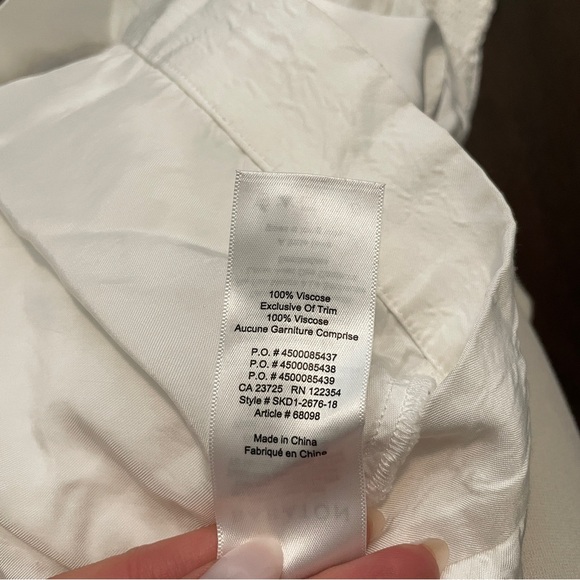 100% Viscose
Exclusive Of Trim
100% Viscose
Aucune Garniture Comprise
P.O. # 4500085437
P.O. # 4500085438
P.O. # 4500085439
CA 23725 RN 122354
Style # SKD1-2676-18
Article # 68098
Made in China
Fabriqué en Chine